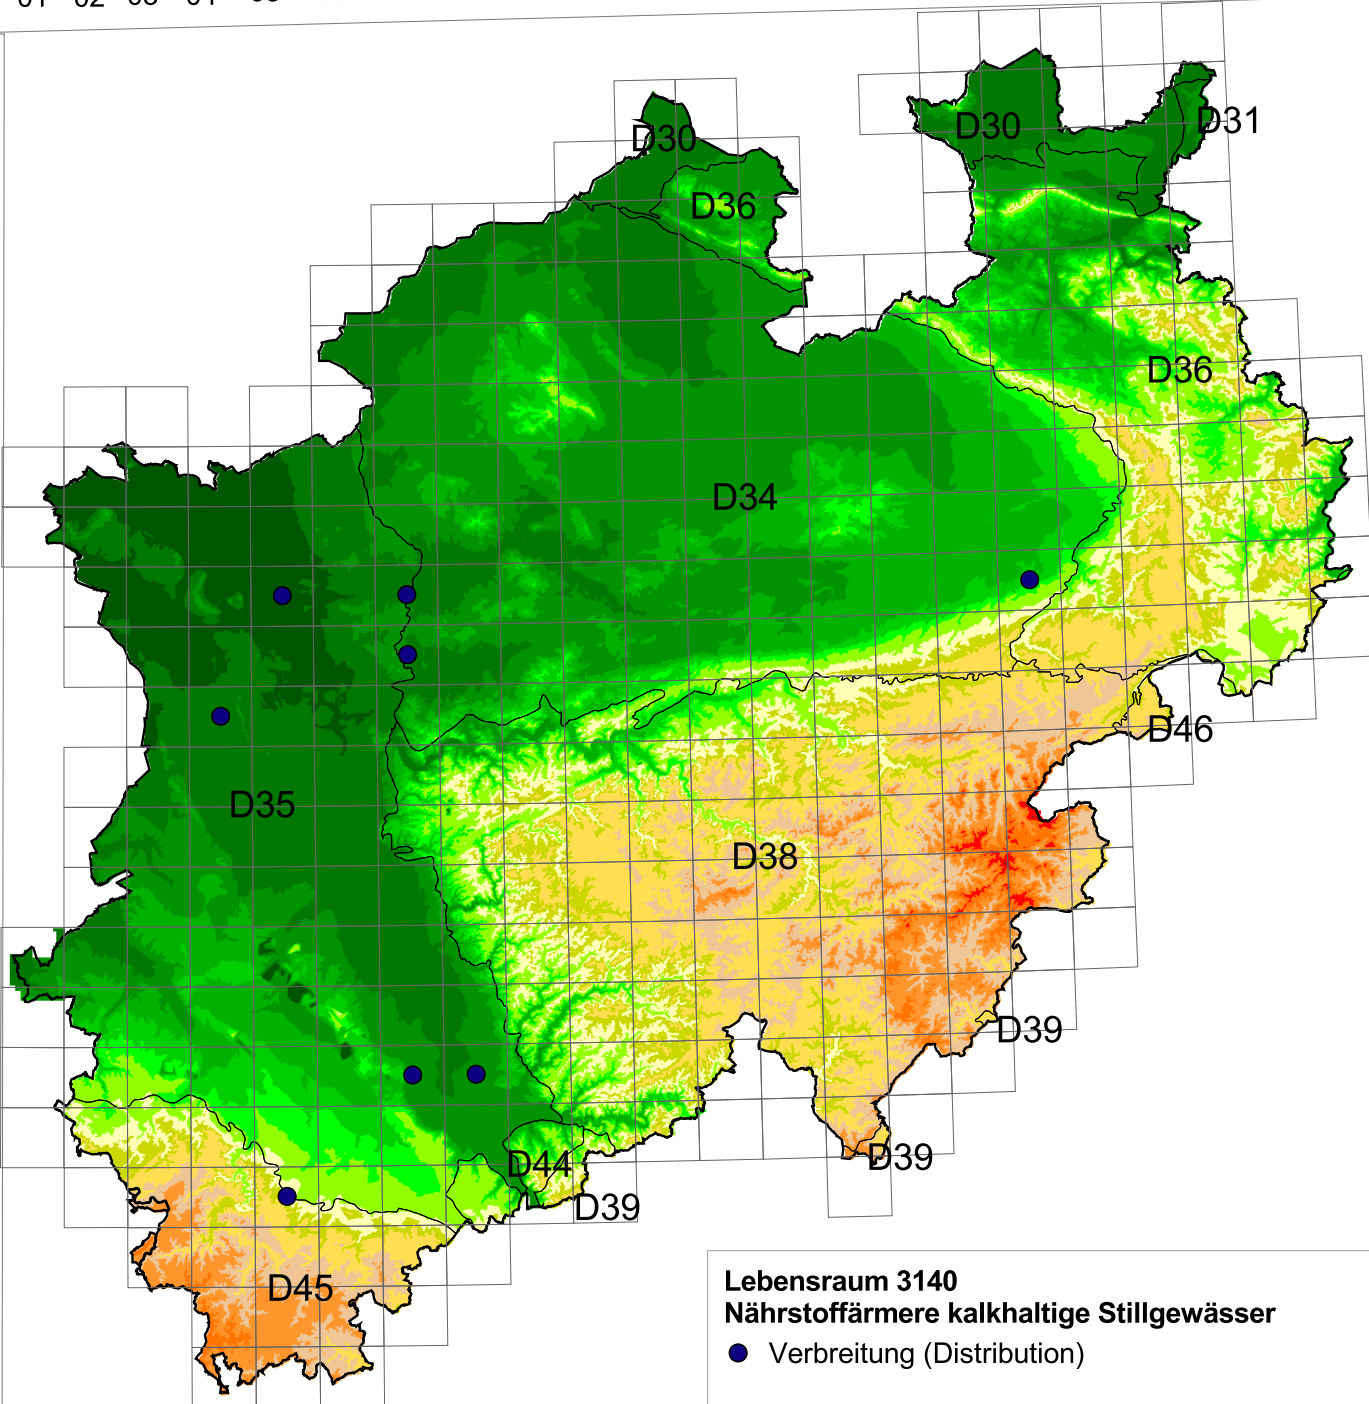 D30
D30
D31
D36
D36
D34
D46
D35
D38
D39
D39
D44
D39
D45
Lebensraum 3140
Nährstoffärmere kalkhaltige Stillgewässer
Verbreitung (Distribution)